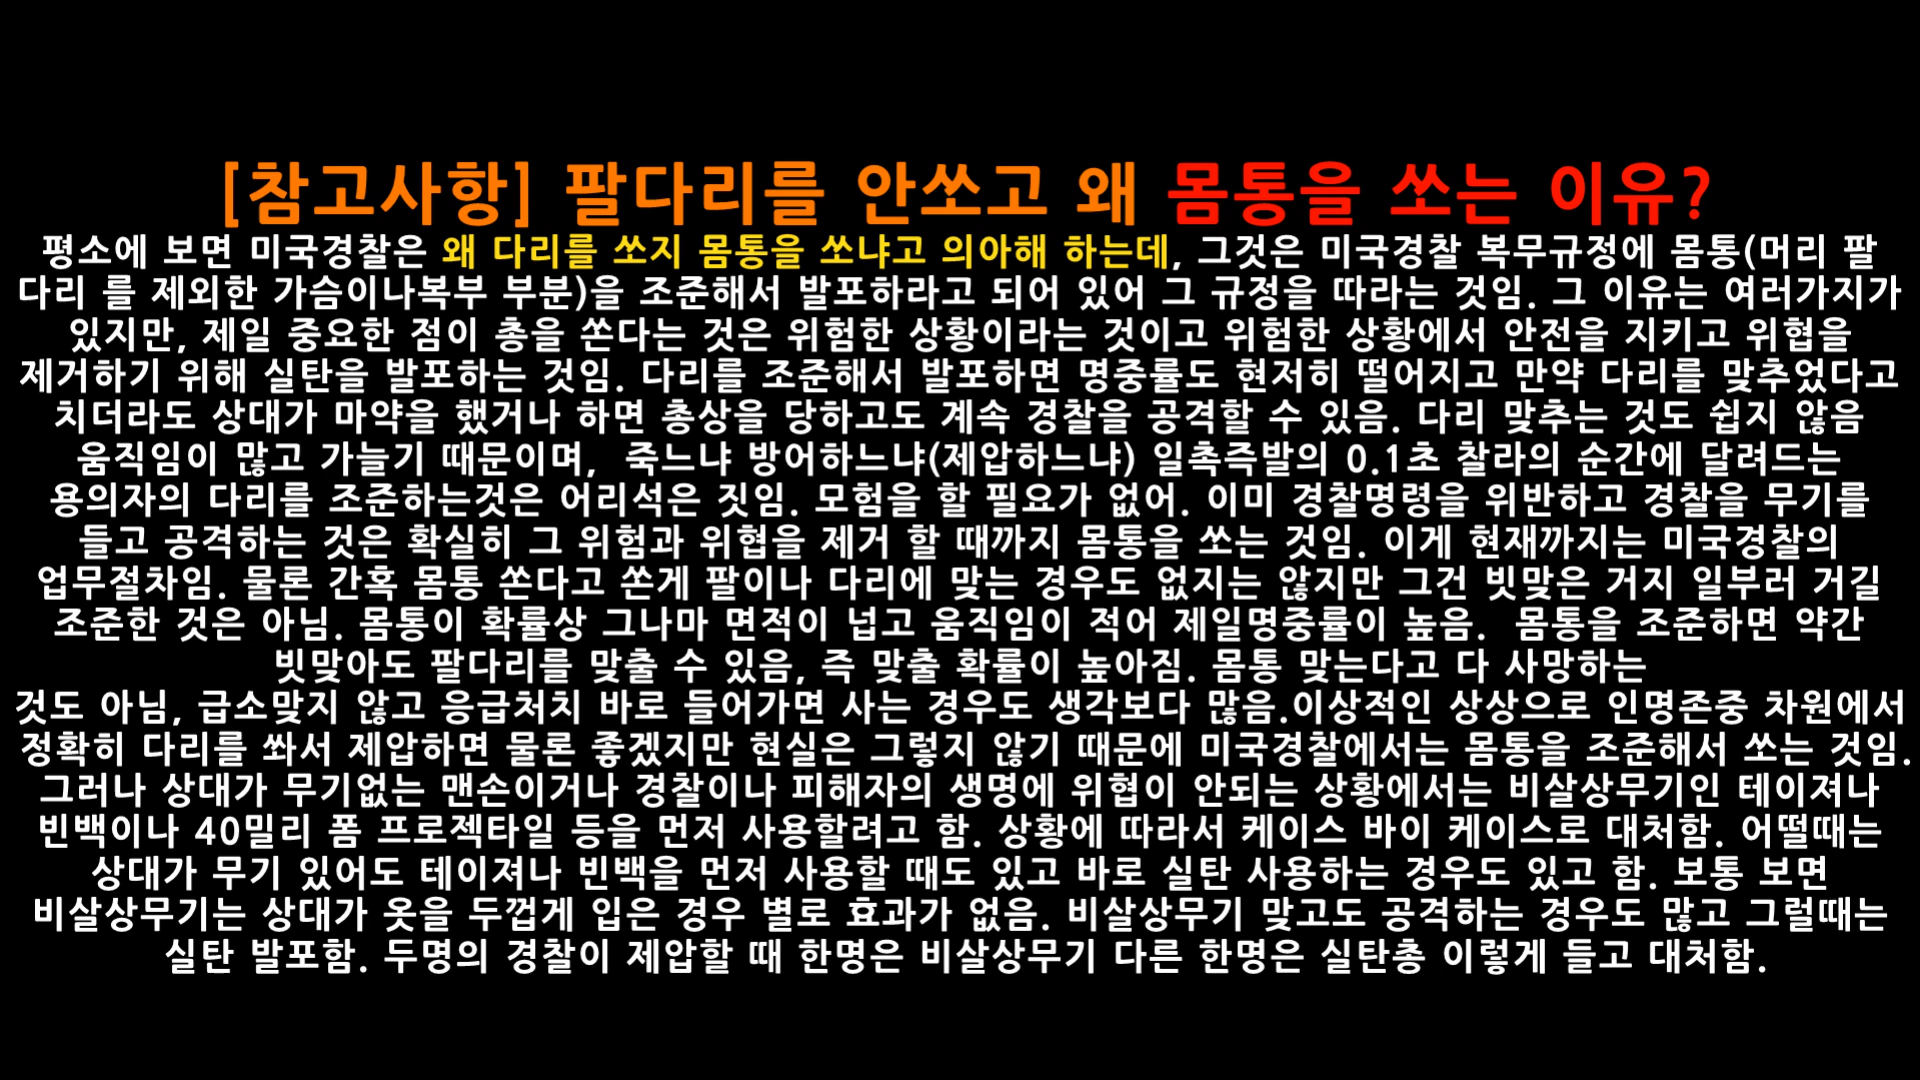 [참고사항] 팔다리를 안쏘고 왜 몸통을 쏘는 이유?
평소에 보면 미국경찰은 왜 다리를 쏘지 몸통을 쏘냐고 의아해 하는데, 그것은 미국경찰 복무규정에 몸통(머리 팔
다리 를 제외한 가슴이나복부 부분)을 조준해서 발포하라고 되어 있어 그 규정을 따라는 것임. 그 이유는 여러가지가
있지만, 제일 중요한 점이 총을 쏜다는 것은 위험한 상황이라는 것이고 위험한 상황에서 안전을 지키고 위협을
제거하기 위해 실탄을 발포하는 것임. 다리를 조준해서 발포하면 명중률도 현저히 떨어지고 만약 다리를 맞추었다고
치더라도 상대가 마약을 했거나 하면 총상을 당하고도 계속 경찰을 공격할 수 있음. 다리 맞추는 것도 쉽지 않음
움직임이 많고 가늘기 때문이며, 죽느냐 방어하느냐(제압하느냐) 일촉즉발의 0.1초 찰라의 순간에 달려드는
용의자의 다리를 조준하는것은 어리석은 짓임. 모험을 할 필요가 없어. 이미 경찰명령을 위반하고 경찰을 무기를
들고 공격하는 것은 확실히 그 위험과 위협을 제거 할 때까지 몸통을 쏘는 것임. 이게 현재까지는 미국경찰의
업무절차임. 물론 간혹 몸통 쏜다고 쏜게 팔이나 다리에 맞는 경우도 없지는 않지만 그건 빗맞은 거지 일부러 거길
조준한 것은 아님. 몸통이 확률상 그나마 면적이 넓고 움직임이 적어 제일명중률이 높음. 몸통을 조준하면 약간
빗맞아도 팔다리를 맞출 수 있음, 즉 맞출 확률이 높아짐. 몸통 맞는다고 다 사망하는
것도 아님, 급소맞지 않고 응급처치 바로 들어가면 사는 경우도 생각보다 많음.이상적인 상상으로 인명존중 차원에서
정확히 다리를 쏴서 제압하면 물론 좋겠지만 현실은 그렇지 않기 때문에 미국경찰에서는 몸통을 조준해서 쏘는 것임.
그러나 상대가 무기없는 맨손이거나 경찰이나 피해자의 생명에 위협이 안되는 상황에서는 비살상무기인 테이져나
빈백이나 40밀리 폼 프로젝타일 등을 먼저 사용할려고 함. 상황에 따라서 케이스 바이 케이스로 대처함. 어떨때는
상대가 무기 있어도 테이져나 빈백을 먼저 사용할 때도 있고 바로 실탄 사용하는 경우도 있고 함. 보통 보면
비살상무기는 상대가 옷을 두껍게 입은 경우 별로 효과가 없음. 비살상무기 맞고도 공격하는 경우도 많고 그럴때는
실탄 발포함. 두명의 경찰이 제압할 때 한명은 비살상무기 다른 한명은 실탄총 이렇게 들고 대처함.